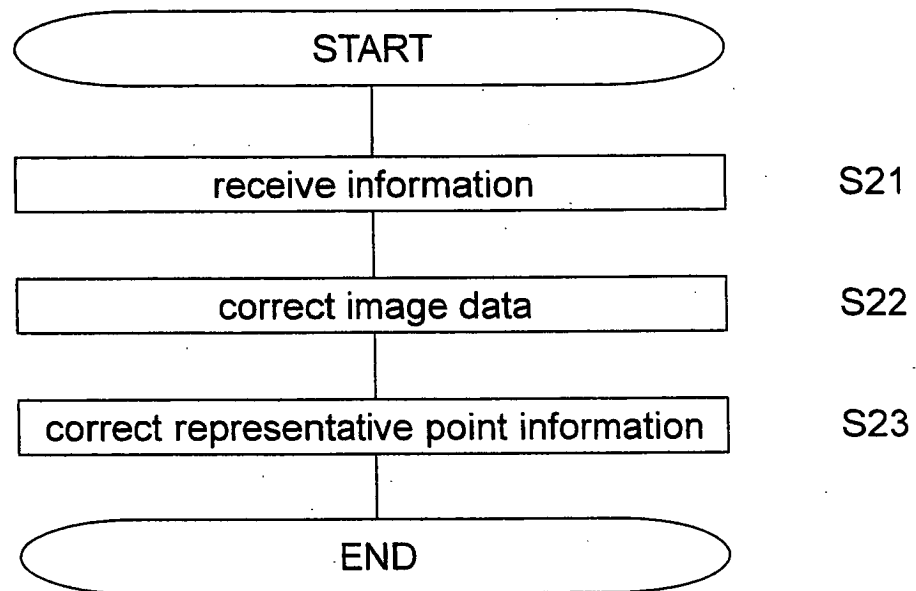 START
receive information S21
correct image data S22
correct representative point information S23
END